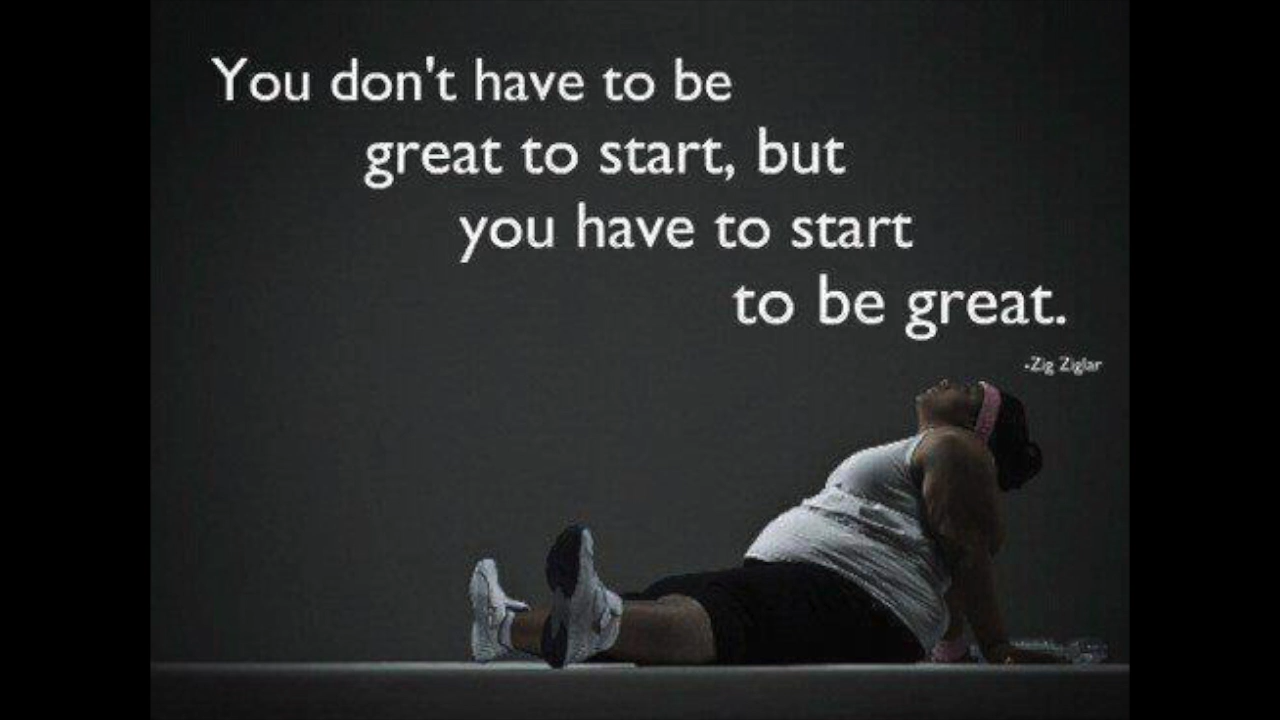 You don't have to be
great to start, but
you have to start
to be great.
-Zig Ziglar